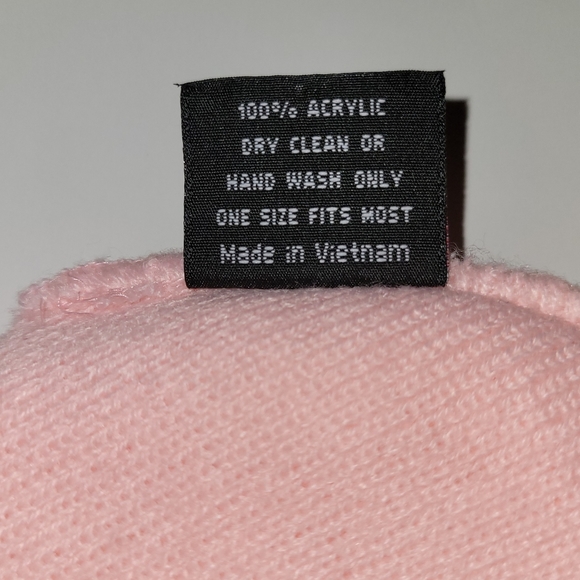 100% ACRYLIC
DRY CLEAN OR
HAND WASH ONLY
ONE SIZE FITS MOST
Made in Vietnam